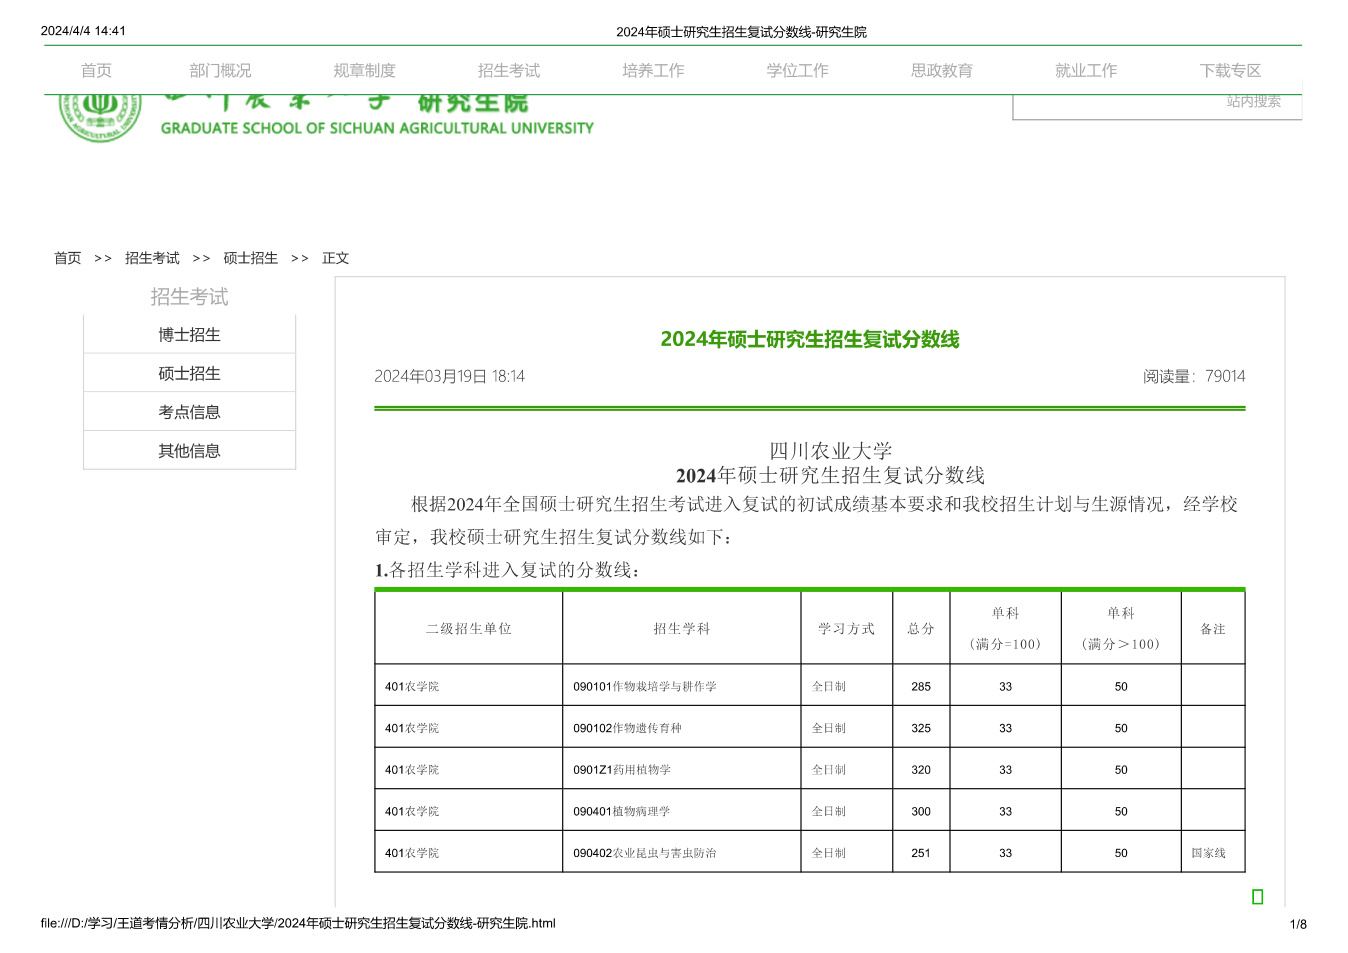 2024/4/4 14:41
2024年硕士研究生招生复试分数线-研究生院
首页 部门概况 规章制度 招生考试 培养工作 学位工作 思政教育 就业工作 下载专区
四川农业大学 研究生院
站内搜索
GRADUATE SCHOOL OF SICHUAN AGRICULTURAL UNIVERSITY
首页 >> 招生考试 >> 硕士招生 >> 正文
招生考试
博士招生
硕士招生
考点信息
其他信息
2024年硕士研究生招生复试分数线
2024年03月19日 18:14 阅读量：79014
四川农业大学
2024年硕士研究生招生复试分数线
根据2024年全国硕士研究生招生考试进入复试的初试成绩基本要求和我校招生计划与生源情况，经学校
审定，我校硕士研究生招生复试分数线如下：
1.各招生学科进入复试的分数线：
二级招生单位 招生学科 学习方式 总分 单科（满分=100） 单科（满分＞100） 备注
401农学院 090101作物栽培学与耕作学 全日制 285 33 50
401农学院 090102作物遗传育种 全日制 325 33 50
401农学院 0901Z1药用植物学 全日制 320 33 50
401农学院 090401植物病理学 全日制 300 33 50
401农学院 090402农业昆虫与害虫防治 全日制 251 33 50 国家线
file:///D:/学习/王道考情分析/四川农业大学/2024年硕士研究生招生复试分数线-研究生院.html
1/8